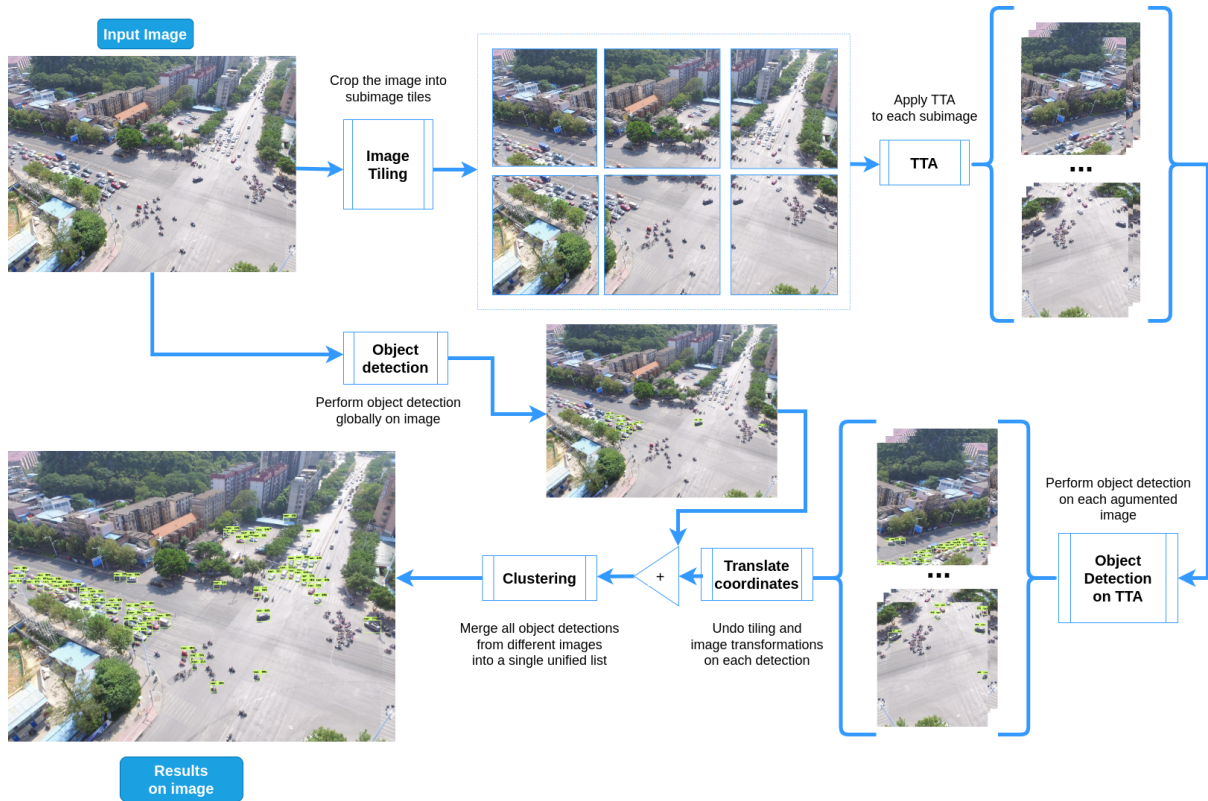 Input Image
Crop the image into
subimage tiles
Image
Tiling
Apply TTA
to each subimage
TTA
...
Object
detection
Perform object detection
globally on image
Perform object detection
on each agumented
image
Object
Detection
on TTA
...
Translate
coordinates
Undo tiling and
image transformations
on each detection
+
Clustering
Merge all object detections
from different images
into a single unified list
Results
on image